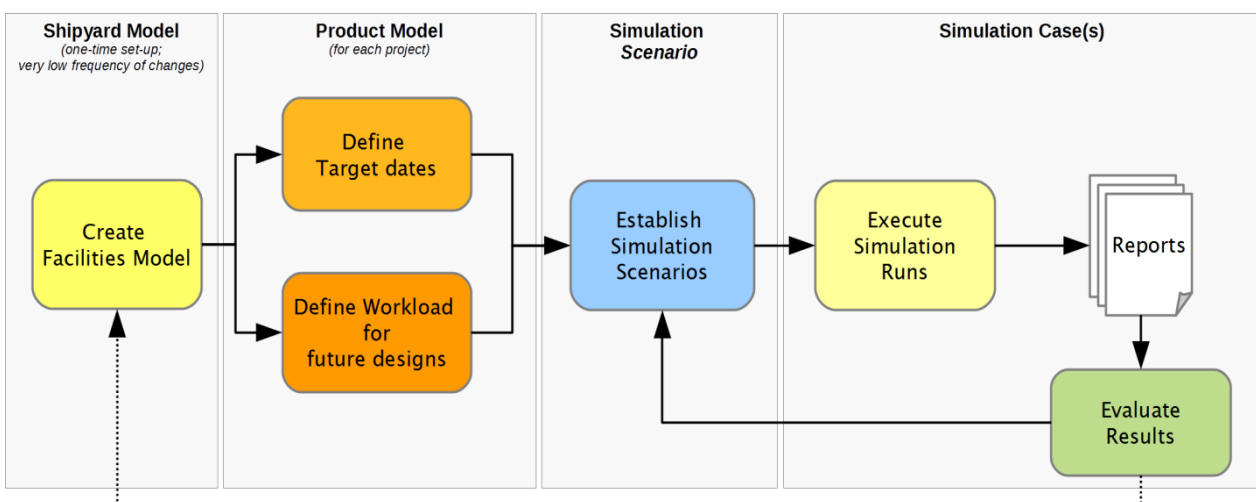 Shipyard Model
(one-time set-up;
very low frequency of changes)
Product Model
(for each project)
Simulation
Scenario
Simulation Case(s)
Create
Facilities Model
Define
Target dates
Define Workload
for
future designs
Establish
Simulation
Scenarios
Execute
Simulation
Runs
Reports
Evaluate
Results